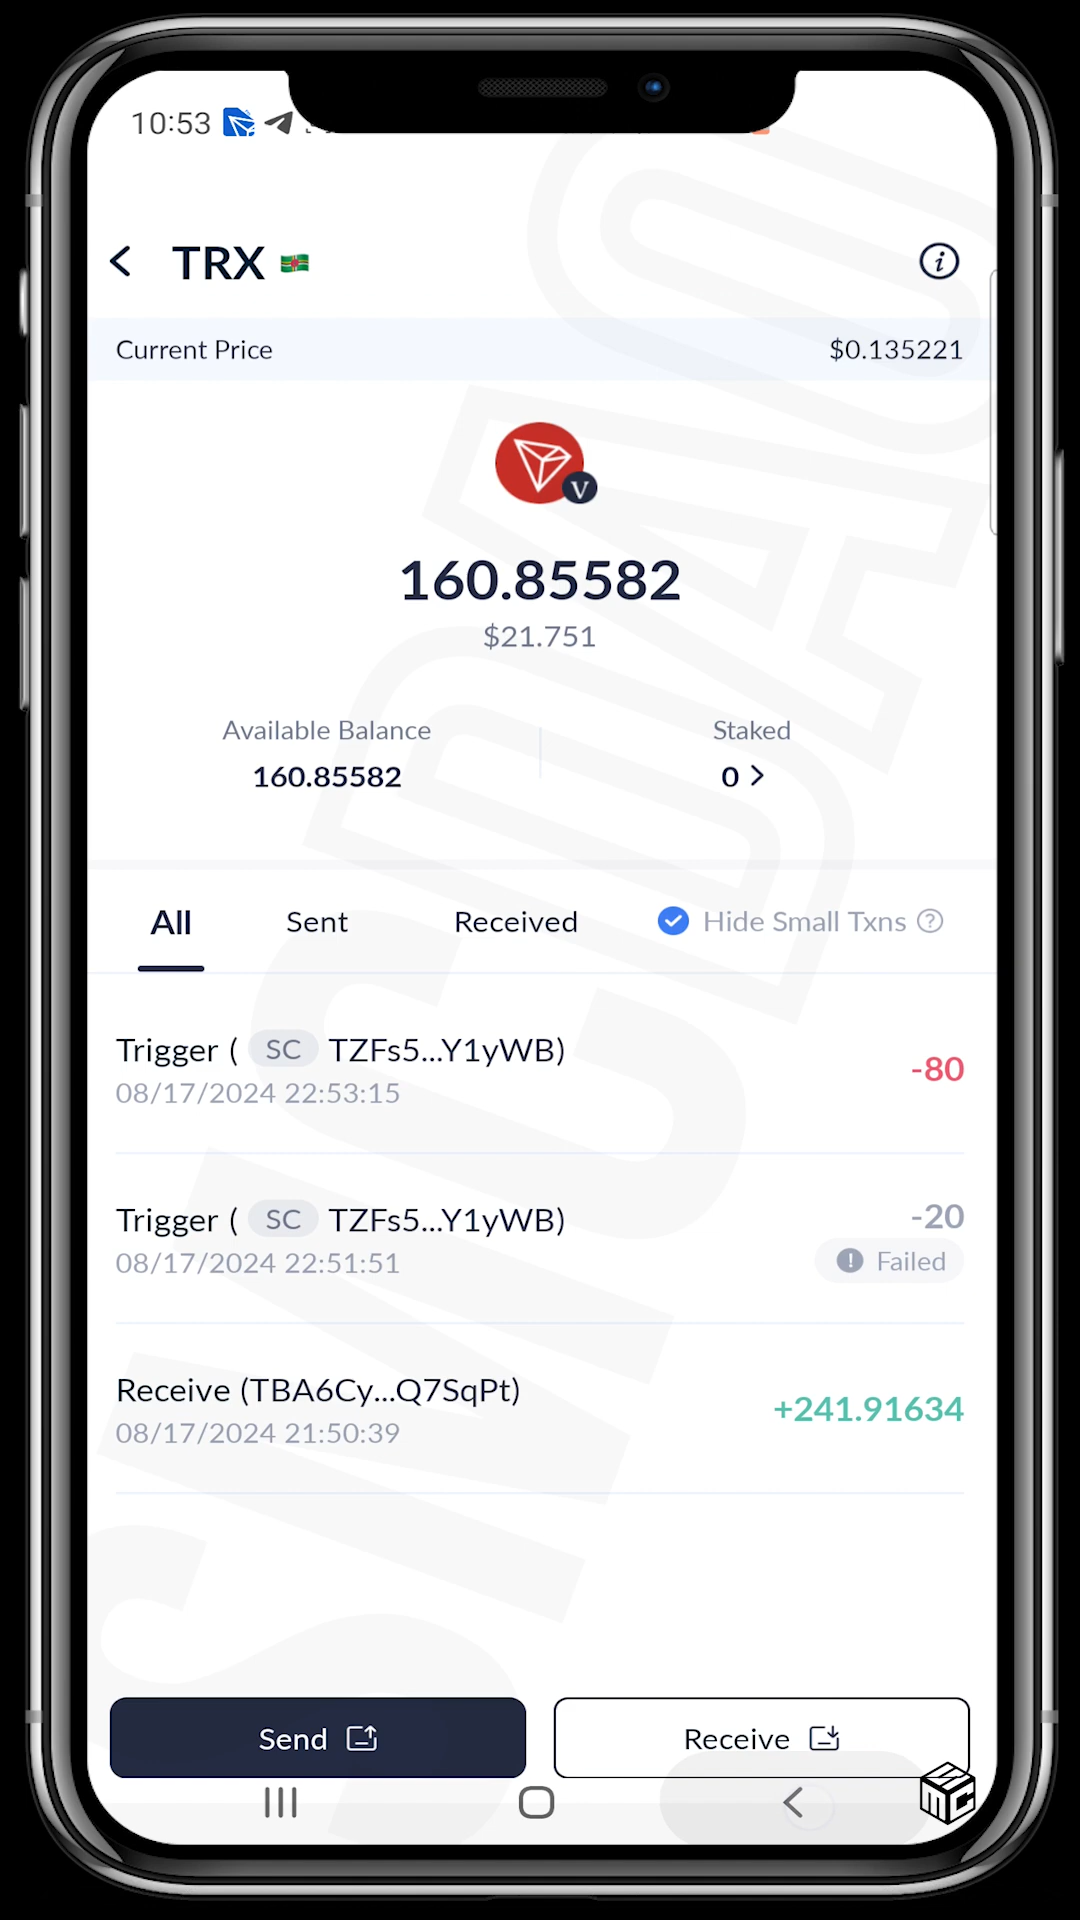 10:53
TRX
Current Price $0.135221
V
160.85582
$21.751
Available Balance Staked
160.85582 0
All Sent Received Hide Small Txns
Trigger ( SC TZFs5...Y1yWB)
-80
08/17/2024 22:53:15
Trigger ( SC TZFs5...Y1yWB)
-20
08/17/2024 22:51:51
Failed
Receive (TBA6Cy...Q7SqPt)
+241.91634
08/17/2024 21:50:39
Send Receive
SMCDAO